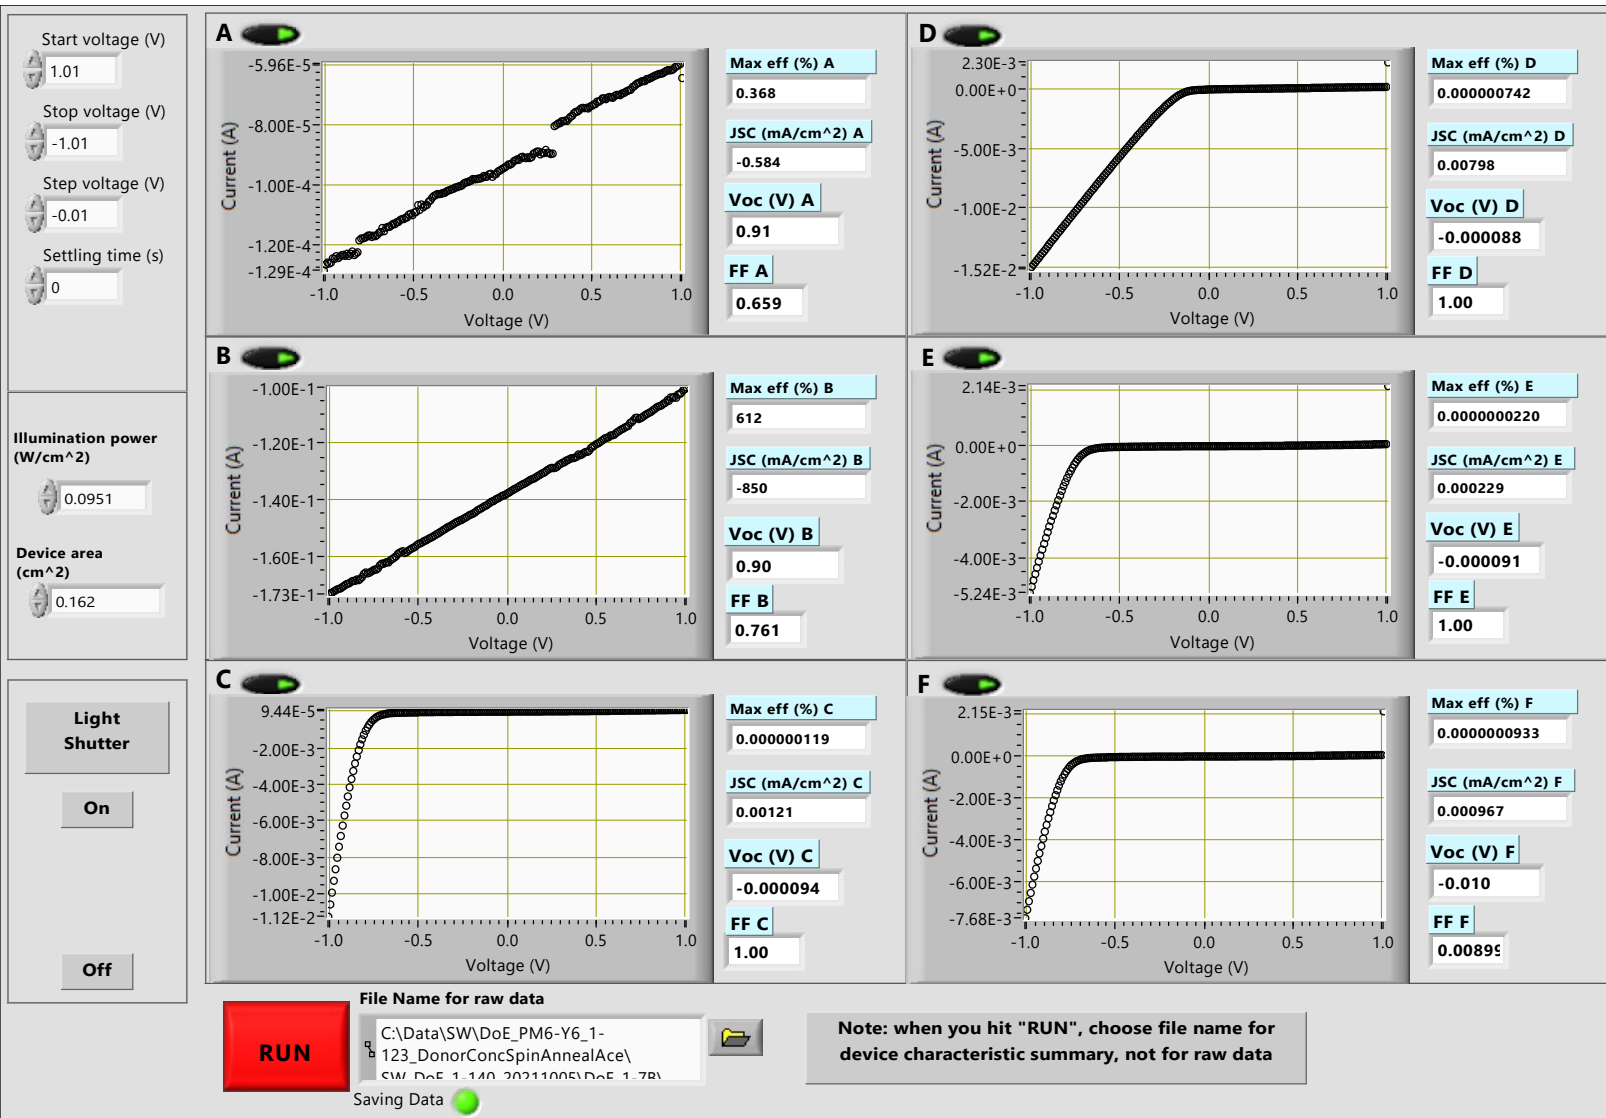 Start voltage (V)
1.01
Stop voltage (V)
-1.01
Step voltage (V)
-0.01
Settling time (s)
0
Illumination power
(W/cm^2)
0.0951
Device area
(cm^2)
0.162
Light
Shutter
On
Off
A
Current (A)
-5.96E-5
-8.00E-5
-1.00E-4
-1.20E-4
-1.29E-4
-1.0 -0.5 0.0 0.5 1.0
Voltage (V)
Max eff (%) A
0.368
JSC (mA/cm^2) A
-0.584
Voc (V) A
0.91
FF A
0.659
B
Current (A)
-1.00E-1
-1.20E-1
-1.40E-1
-1.60E-1
-1.73E-1
-1.0 -0.5 0.0 0.5 1.0
Voltage (V)
Max eff (%) B
612
JSC (mA/cm^2) B
-850
Voc (V) B
0.90
FF B
0.761
C
Current (A)
9.44E-5
-2.00E-3
-4.00E-3
-6.00E-3
-8.00E-3
-1.00E-2
-1.12E-2
-1.0 -0.5 0.0 0.5 1.0
Voltage (V)
Max eff (%) C
0.000000119
JSC (mA/cm^2) C
0.00121
Voc (V) C
-0.000094
FF C
1.00
D
Current (A)
2.30E-3
0.00E+0
-5.00E-3
-1.00E-2
-1.52E-2
-1.0 -0.5 0.0 0.5 1.0
Voltage (V)
Max eff (%) D
0.000000742
JSC (mA/cm^2) D
0.00798
Voc (V) D
-0.000088
FF D
1.00
E
Current (A)
2.14E-3
0.00E+0
-2.00E-3
-4.00E-3
-5.24E-3
-1.0 -0.5 0.0 0.5 1.0
Voltage (V)
Max eff (%) E
0.0000000220
JSC (mA/cm^2) E
0.000229
Voc (V) E
-0.000091
FF E
1.00
F
Current (A)
2.15E-3
0.00E+0
-2.00E-3
-4.00E-3
-6.00E-3
-7.68E-3
-1.0 -0.5 0.0 0.5 1.0
Voltage (V)
Max eff (%) F
0.0000000933
JSC (mA/cm^2) F
0.000967
Voc (V) F
-0.010
FF F
0.00899
RUN
File Name for raw data
C:\Data\SW\DoE_PM6-Y6_1-
123_DonorConcSpinAnnealAce\
SW_DoE_1-140_20211005\DoE_1-7B\
Saving Data
Note: when you hit "RUN", choose file name for
device characteristic summary, not for raw data